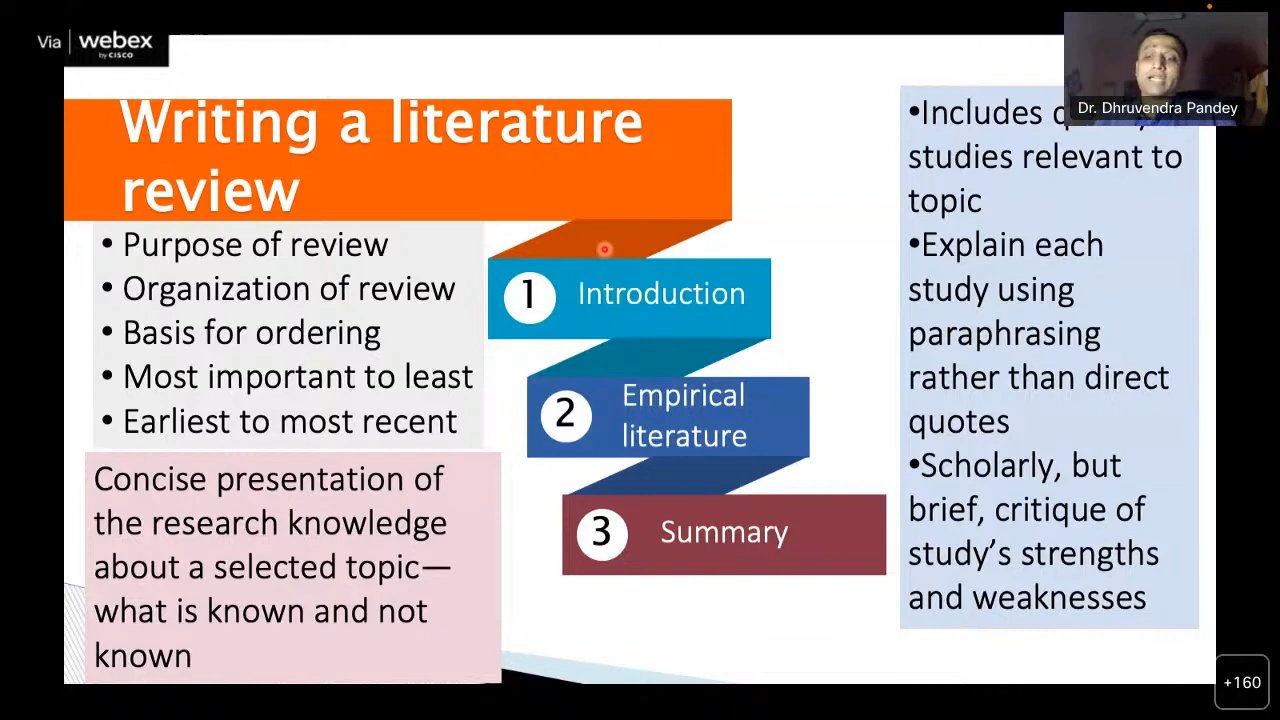 Via webex
by CISCO
Dr. Dhruvendra Pandey
Writing a literature
review
• Purpose of review
• Organization of review
• Basis for ordering
• Most important to least
• Earliest to most recent
1 Introduction
2 Empirical
literature
3 Summary
•Includes
studies relevant to
topic
•Explain each
study using
paraphrasing
rather than direct
quotes
•Scholarly, but
brief, critique of
study’s strengths
and weaknesses
Concise presentation of
the research knowledge
about a selected topic—
what is known and not
known
+160